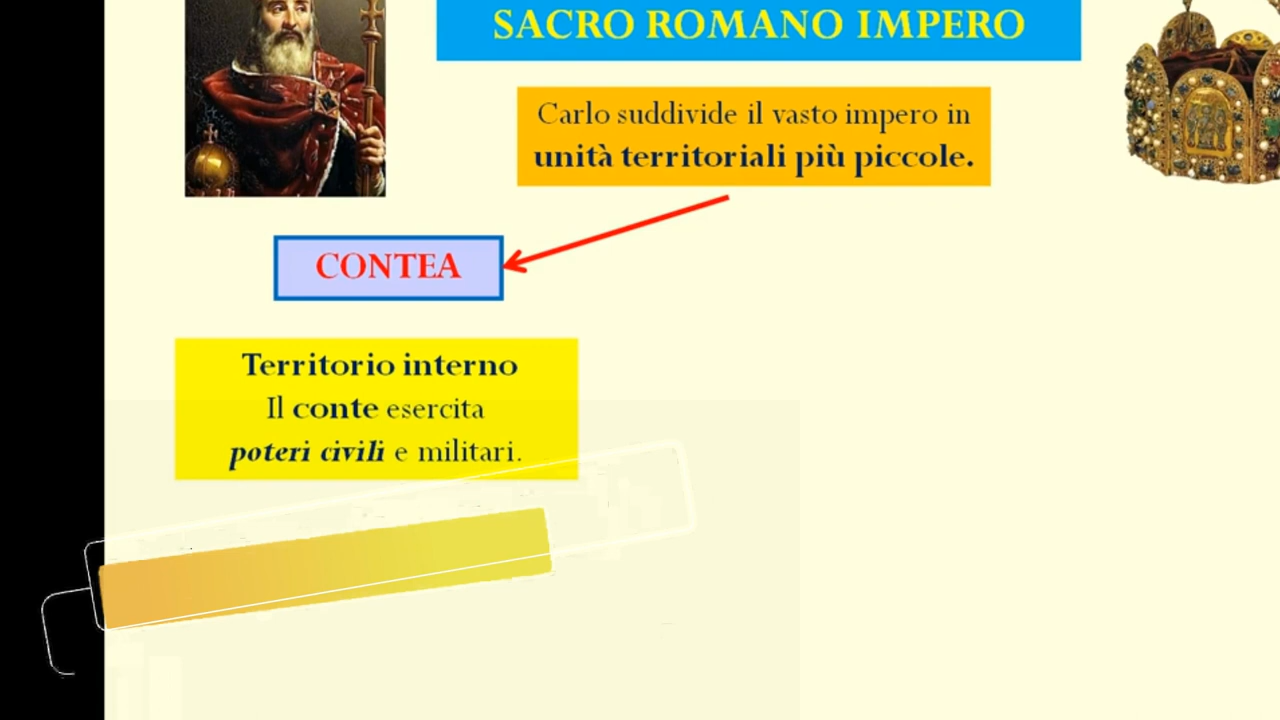 SACRO ROMANO IMPERO
Carlo suddivide il vasto impero in
unità territoriali più piccole.
CONTEA
Territorio interno
Il conte esercita
poteri civili e militari.